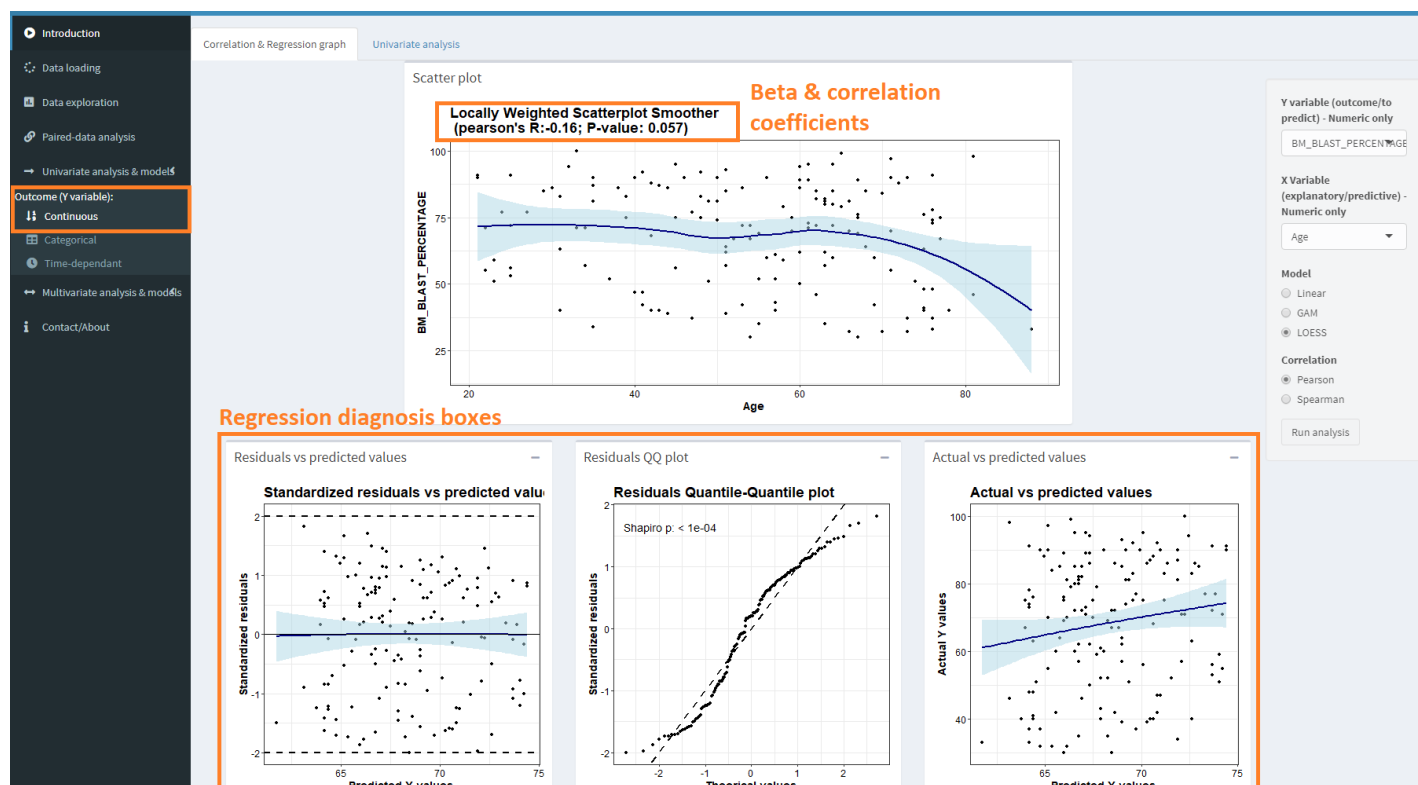 Introduction
Data loading
Data exploration
Paired-data analysis
Univariate analysis & models
Outcome (Y variable):
Continuous
Categorical
Time-dependant
Multivariate analysis & models
Contact/About
Correlation & Regression graph
Univariate analysis
Scatter plot
Locally Weighted Scatterplot Smoother
(pearson's R:-0.16; P-value: 0.057)
Beta & correlation
coefficients
BM_BLAST_PERCENTAGE
100
75
50
25
20
40
60
80
Age
Y variable (outcome/to
predict) - Numeric only
BM_BLAST_PERCENTAGE
X Variable
(explanatory/predictive) -
Numeric only
Age
Model
Linear
GAM
LOESS
Correlation
Pearson
Spearman
Run analysis
Regression diagnosis boxes
Residuals vs predicted values
Standardized residuals vs predicted valu
Standardized residuals
2
1
0
-1
-2
65
70
75
Predicted Y values
Residuals QQ plot
Residuals Quantile-Quantile plot
Shapiro p: < 1e-04
Standardized residuals
2
1
0
-1
-2
-2
-1
0
1
2
Theorical values
Actual vs predicted values
Actual vs predicted values
Actual Y values
100
80
60
40
65
70
75
Predicted Y values